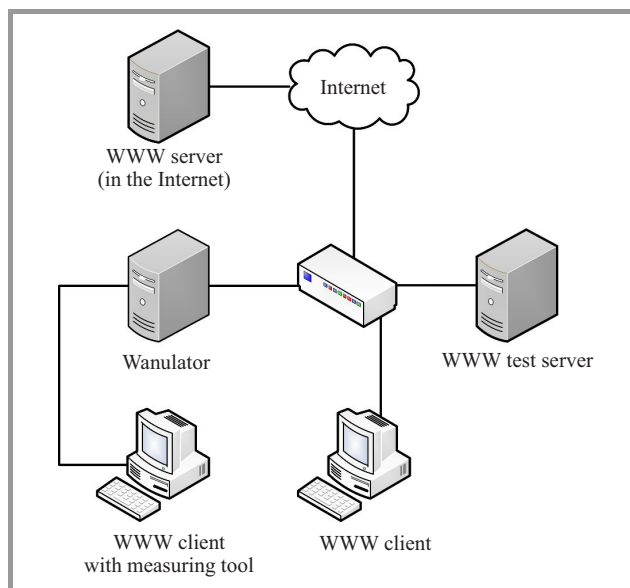 Internet
WWW server
(in the Internet)
Wanulator
WWW test server
WWW client
with measuring tool
WWW client